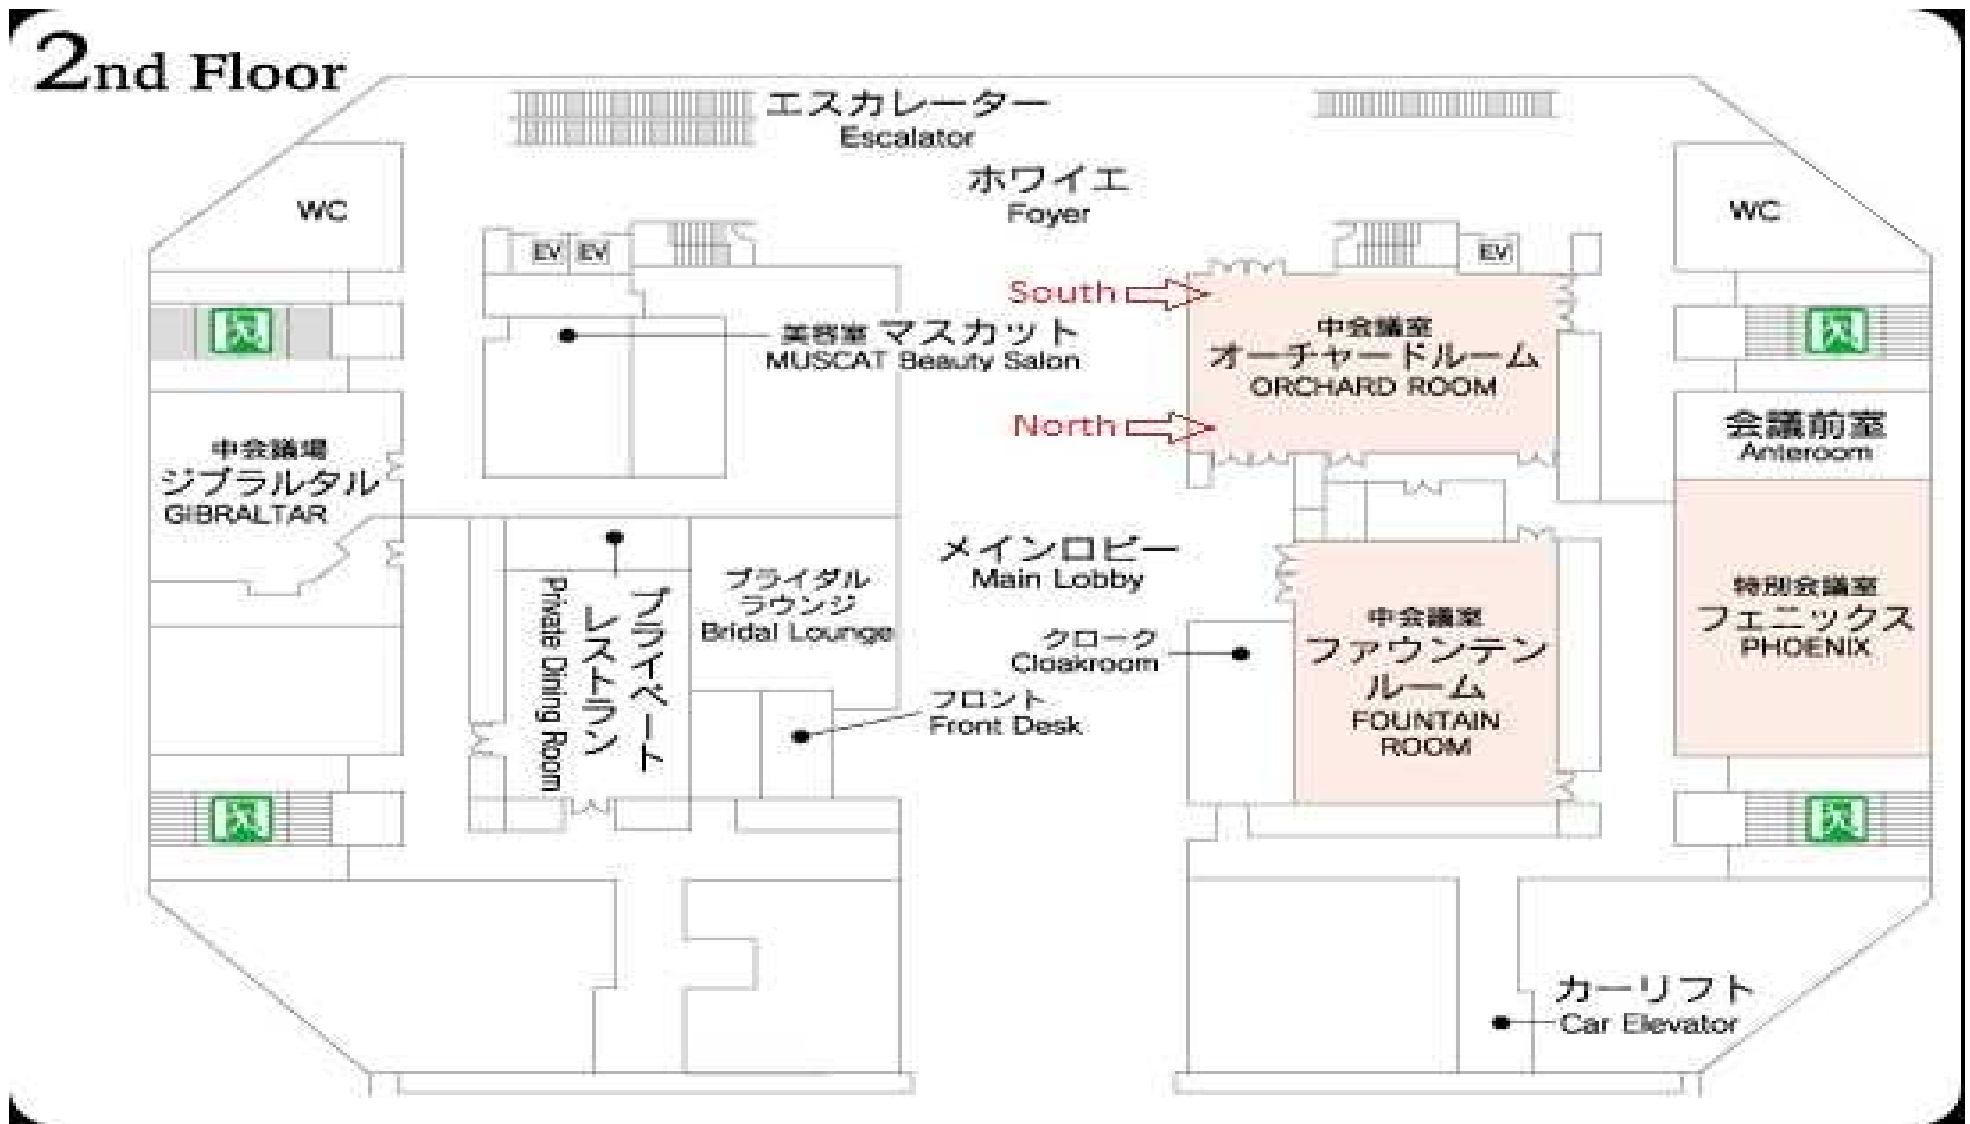 2nd Floor
エスカレーター
Escalator
ホワイエ
Foyer
WC
WC
EV
EV
EV
South
North
中会議室
オーチャードルーム
ORCHARD ROOM
美容室 マスカット
MUSCAT Beauty Salon
中会議場
ジブラルタル
GIBRALTAR
会議前室
Anteroom
メインロビー
Main Lobby
ブライダル
ラウンジ
Bridal Lounge
プライベート
レストラン
Private Dining Room
クローク
Cloakroom
中会議室
ファウンテン
ルーム
FOUNTAIN
ROOM
特別会議室
フェニックス
PHOENIX
フロント
Front Desk
カーリフト
Car Elevator